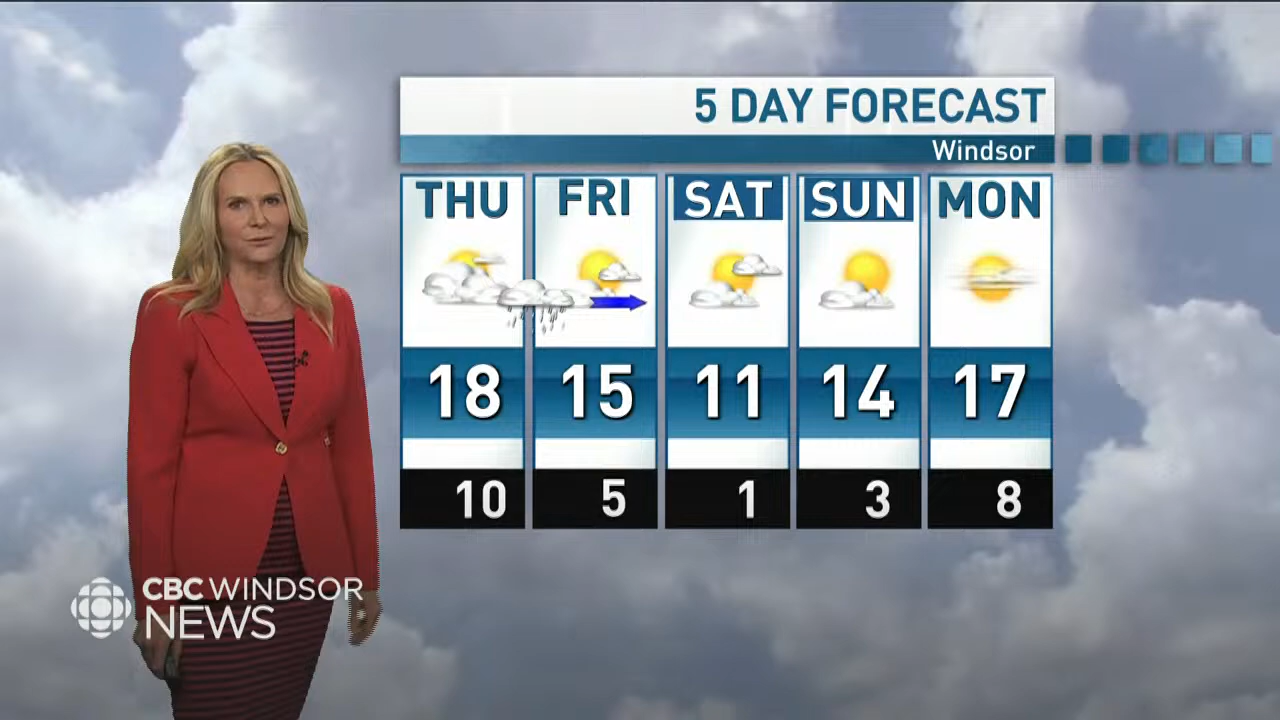 5 DAY FORECAST
Windsor
THU FRI SAT SUN MON
18 15 11 14 17
10 5 1 3 8
CBC WINDSOR
NEWS